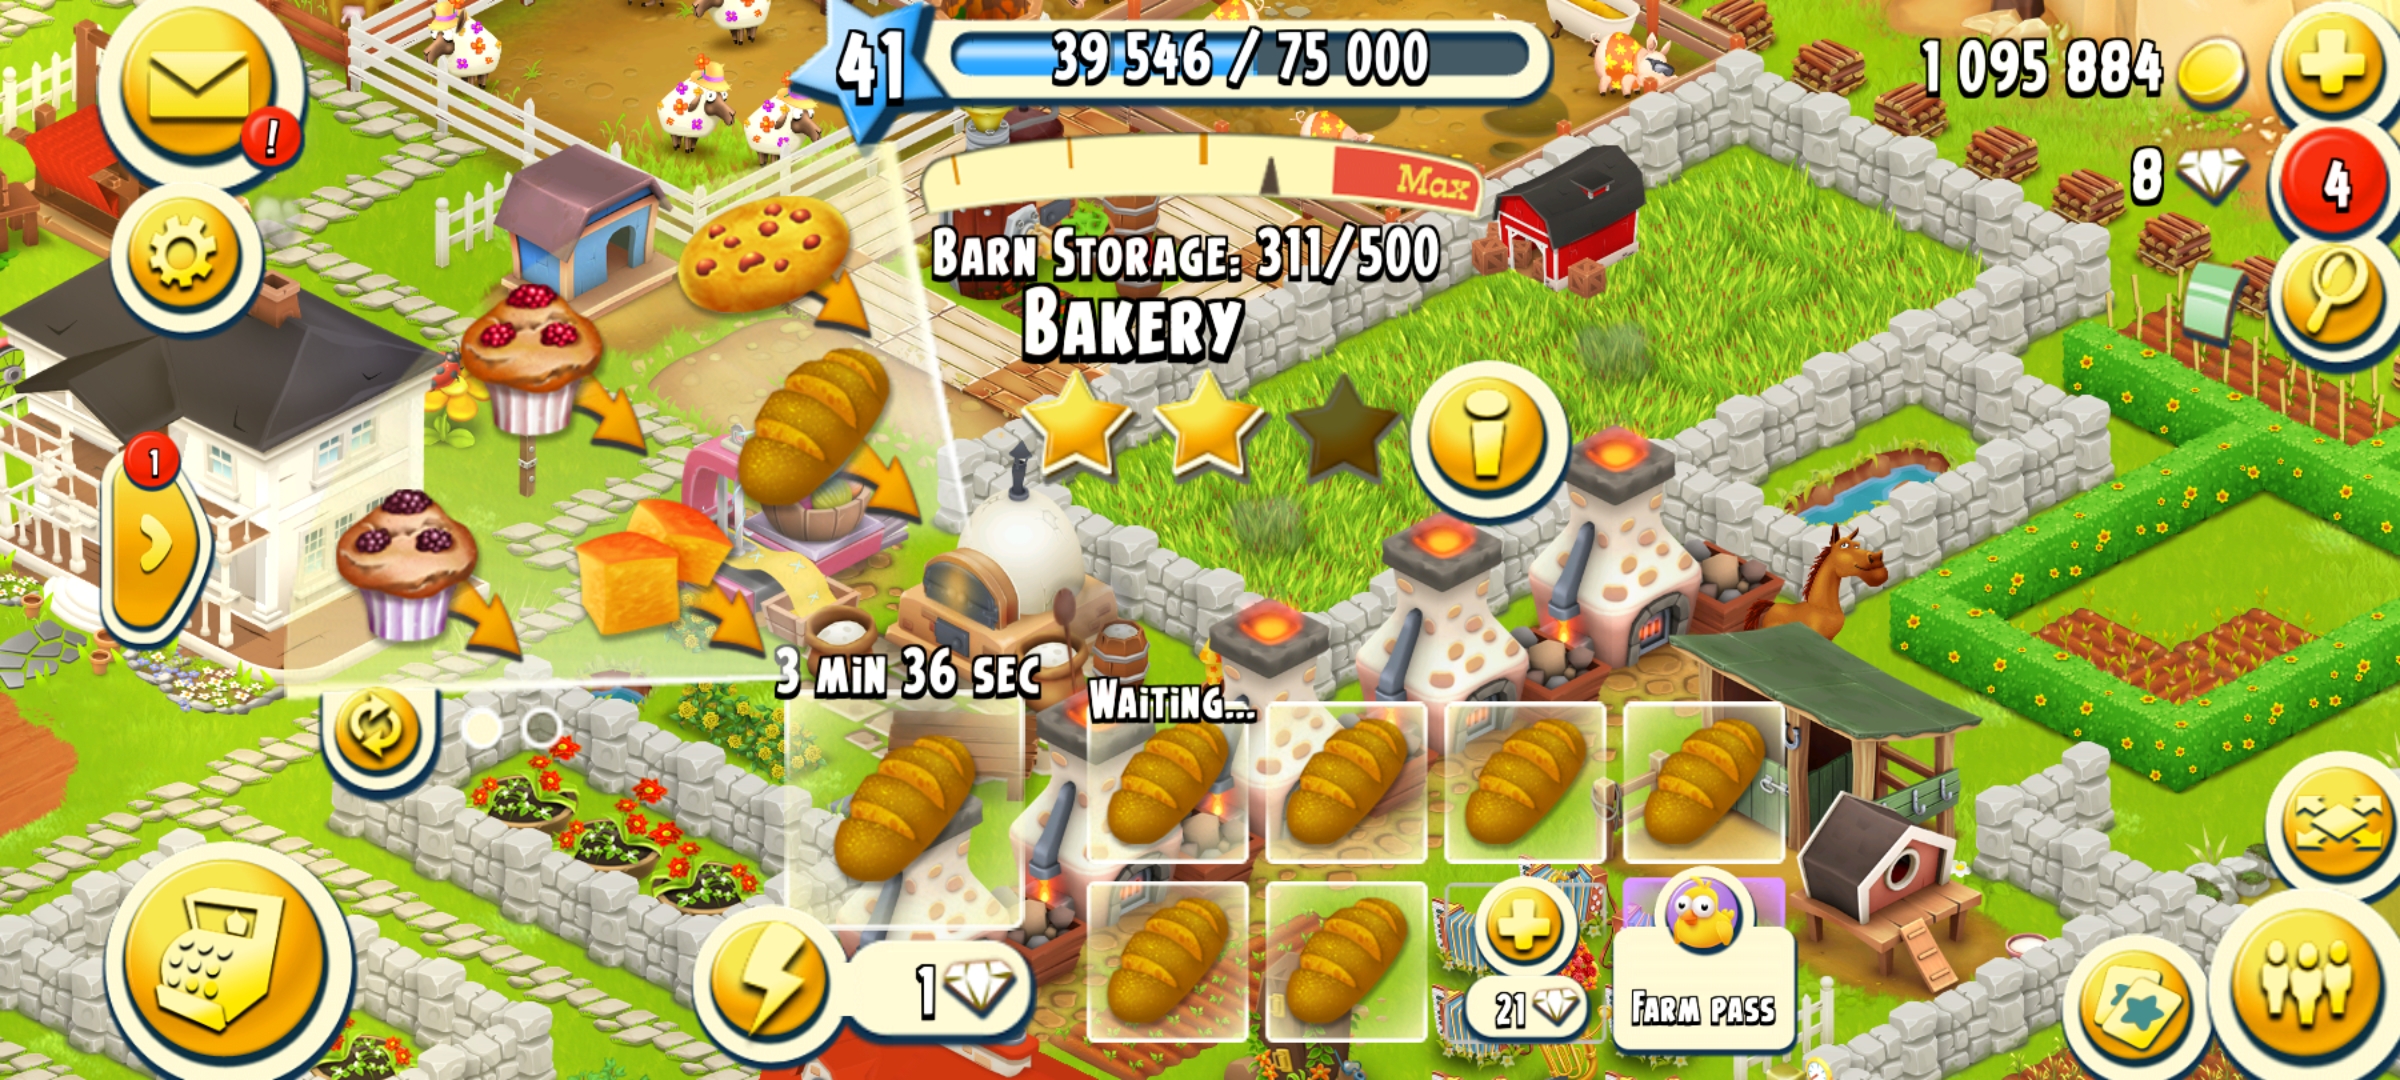 41
39 546 / 75 000
1 095 884
!
Max
8
4
Barn Storage: 311/500
Bakery
1
3 min 36 sec
Waiting...
1
21
Farm pass